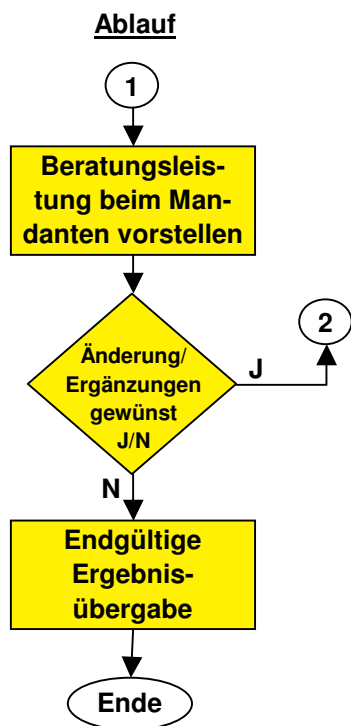 Ablauf
1
Beratungsleis-
tung beim Man-
danten vorstellen
2
Änderung/
Ergänzungen
gewünst
J/N
J
N
Endgültige
Ergebnis-
übergabe
Ende